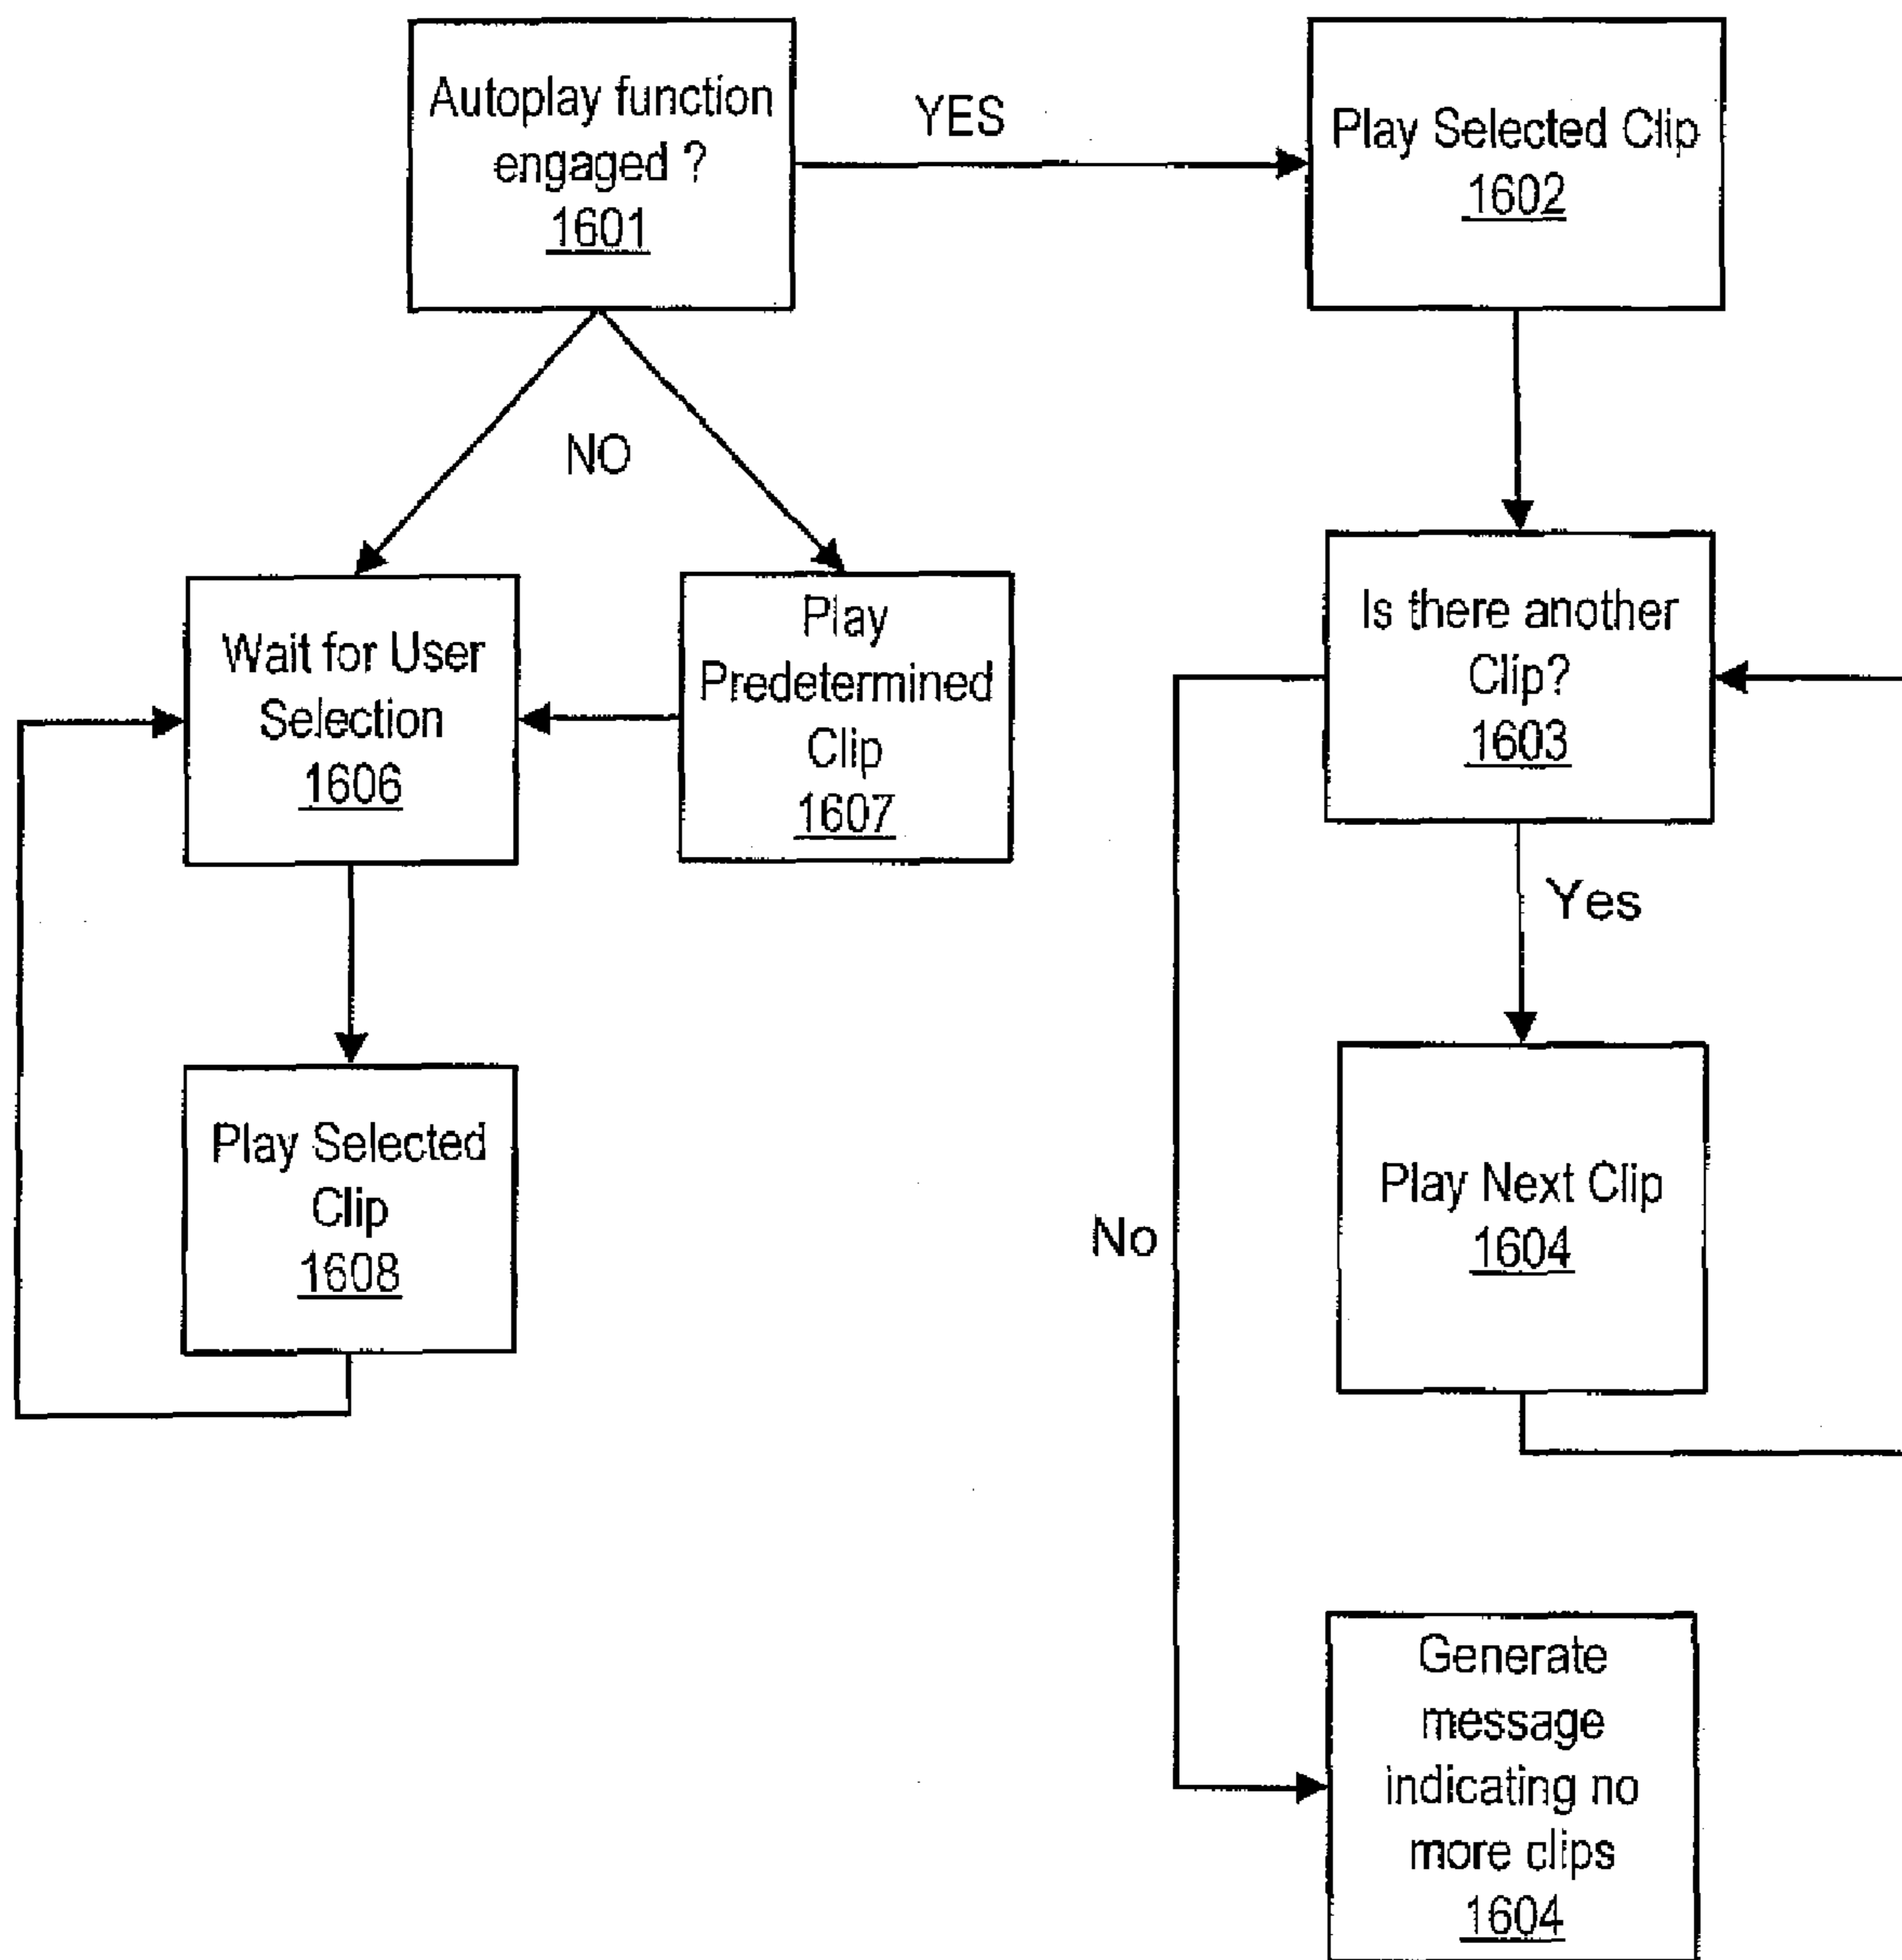 Autoplay function
engaged ?
1601
YES
Play Selected Clip
1602
NO
Wait for User
Selection
1606
Play
Predetermined
Clip
1607
Is there another
Clip?
1603
Yes
Play Selected
Clip
1608
No
Play Next Clip
1604
Generate
message
indicating no
more clips
1604